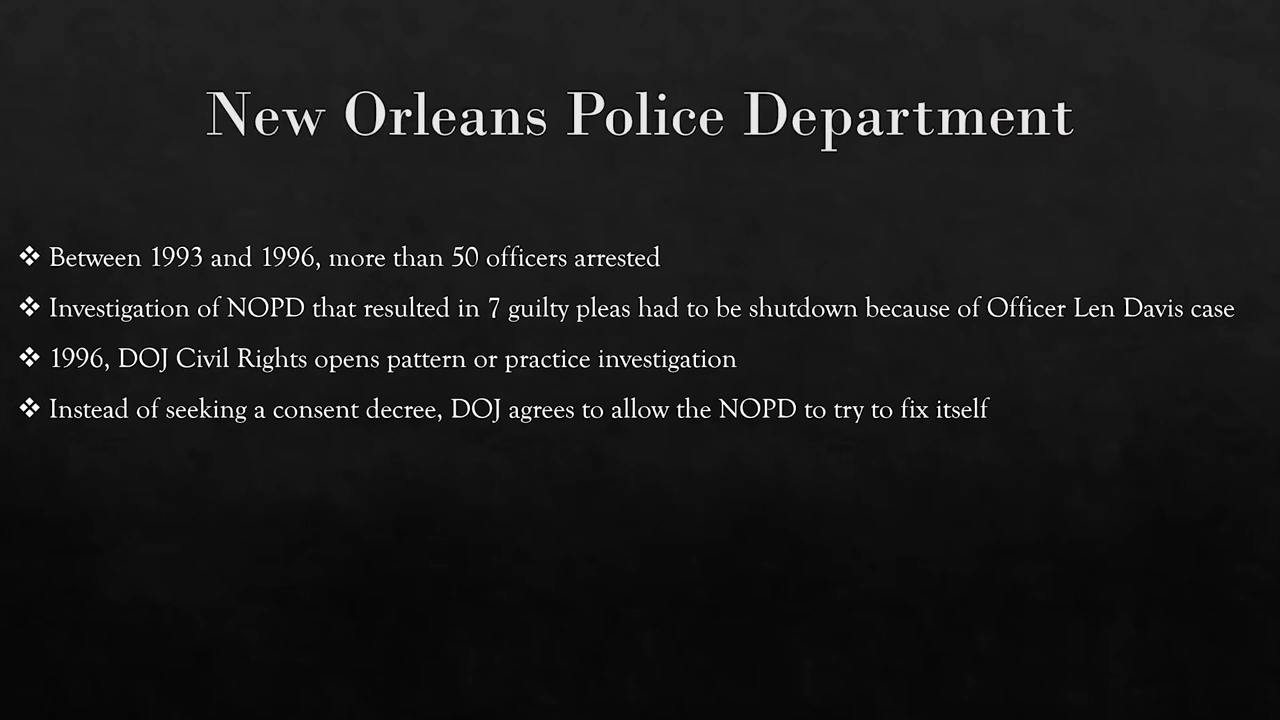 New Orleans Police Department
❖ Between 1993 and 1996, more than 50 officers arrested
❖ Investigation of NOPD that resulted in 7 guilty pleas had to be shutdown because of Officer Len Davis case
❖ 1996, DOJ Civil Rights opens pattern or practice investigation
❖ Instead of seeking a consent decree, DOJ agrees to allow the NOPD to try to fix itself